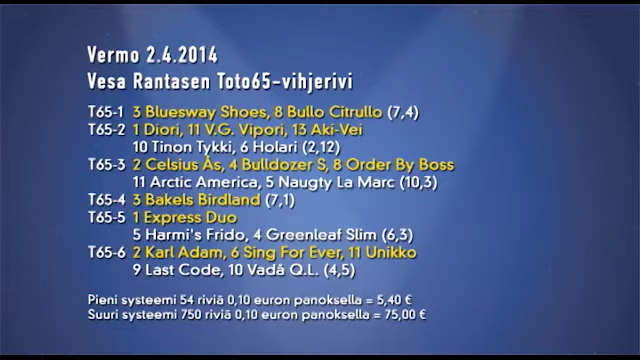 Vermo 2.4.2014
Vesa Rantasen Toto65-vihjerivi
T65-1 3 Bluesway Shoes, 8 Bullo Citrullo (7,4)
T65-2 1 Diori, 11 V.G. Vipori, 13 Aki-Vei
10 Tinon Tykki, 6 Holari (2,12)
T65-3 2 Celsius Ås, 4 Bulldozer S, 8 Order By Boss
11 Arctic America, 5 Naugty La Marc (10,3)
T65-4 3 Bakels Birdland (7,1)
T65-5 1 Express Duo
5 Harmi's Frido, 4 Greenleaf Slim (6,3)
T65-6 2 Karl Adam, 6 Sing For Ever, 11 Unikko
9 Last Code, 10 Vadå Q.L. (4,5)
Pieni systeemi 54 riviä 0,10 euron panoksella = 5,40 €
Suuri systeemi 750 riviä 0,10 euron panoksella = 75,00 €